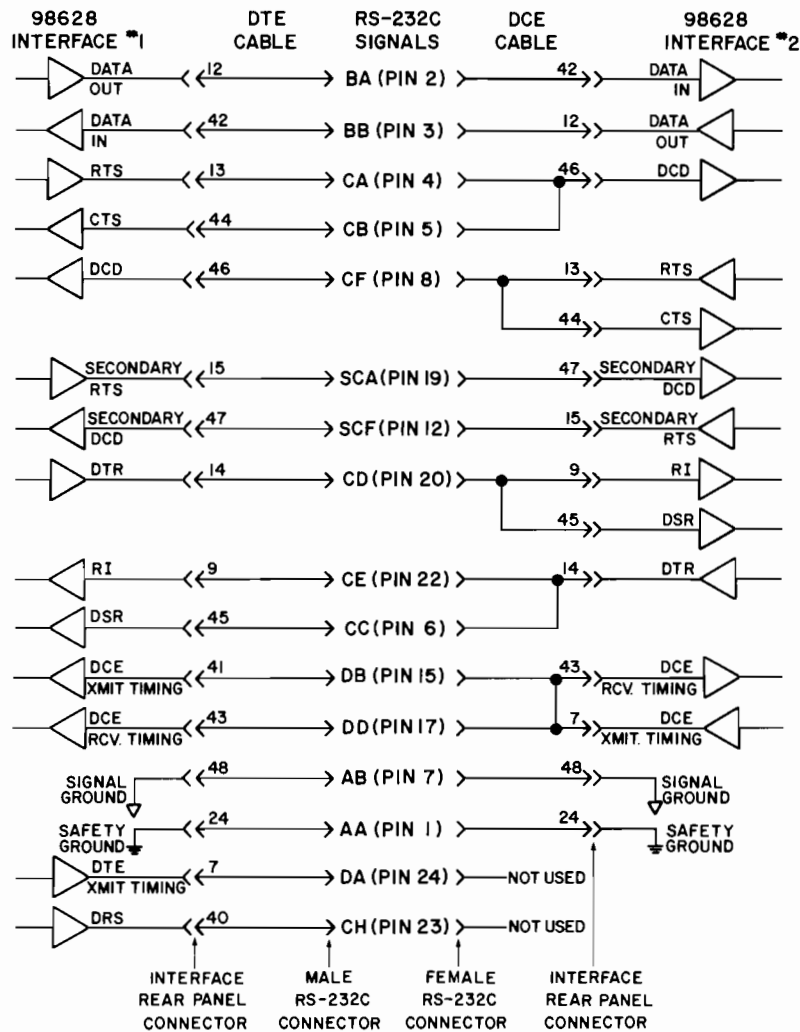 98628 INTERFACE #1 DTE CABLE RS-232C SIGNALS DCE CABLE 98628 INTERFACE #2
DATA OUT 12 BA (PIN 2) 42 DATA IN
DATA IN 42 BB (PIN 3) 12 DATA OUT
RTS 13 CA (PIN 4) 46 DCD
CTS 44 CB (PIN 5)
DCD 46 CF (PIN 8) 13 RTS
44 CTS
SECONDARY RTS 15 SCA (PIN 19) 47 SECONDARY DCD
SECONDARY DCD 47 SCF (PIN 12) 15 SECONDARY RTS
DTR 14 CD (PIN 20) 9 RI
45 DSR
RI 9 CE (PIN 22) 14 DTR
DSR 45 CC (PIN 6)
DCE XMIT TIMING 41 DB (PIN 15) 43 DCE RCV. TIMING
DCE RCV. TIMING 43 DD (PIN 17) 7 DCE XMIT. TIMING
SIGNAL GROUND 48 AB (PIN 7) 48 SIGNAL GROUND
SAFETY GROUND 24 AA (PIN 1) 24 SAFETY GROUND
DTE XMIT TIMING 7 DA (PIN 24) NOT USED
DRS 40 CH (PIN 23) NOT USED
INTERFACE MALE FEMALE INTERFACE
REAR PANEL RS-232C RS-232C REAR PANEL
CONNECTOR CONNECTOR CONNECTOR CONNECTOR